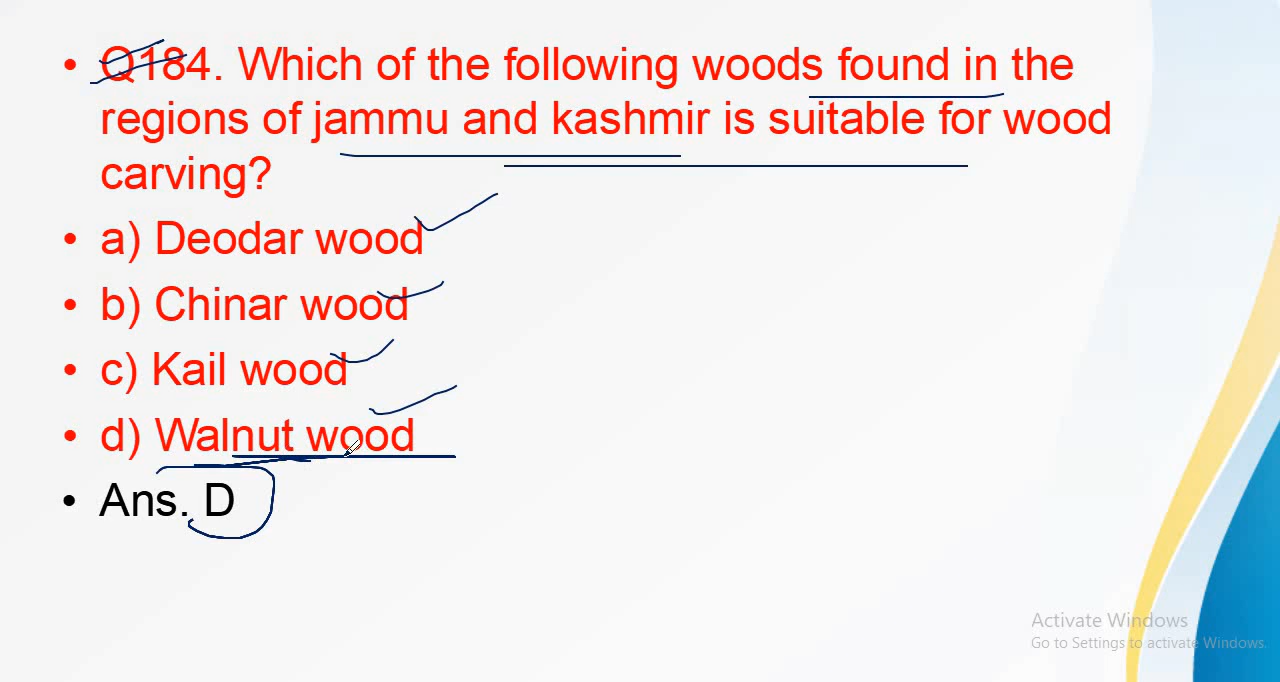 • Q184. Which of the following woods found in the
regions of jammu and kashmir is suitable for wood
carving?
• a) Deodar wood
• b) Chinar wood
• c) Kail wood
• d) Walnut wood
• Ans. D
Activate Windows
Go to Settings to activate Windows.